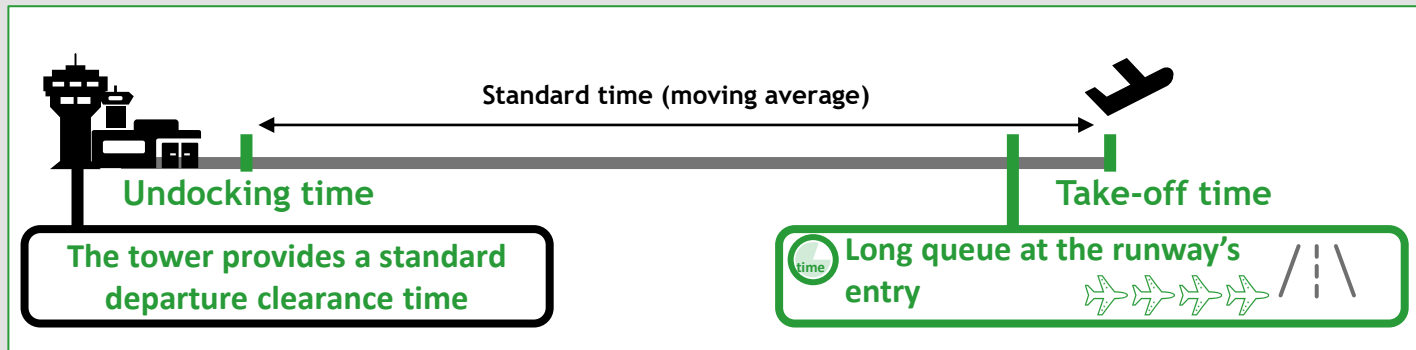 Standard time (moving average)
Undocking time
Take-off time
The tower provides a standard
departure clearance time
time
Long queue at the runway’s
entry